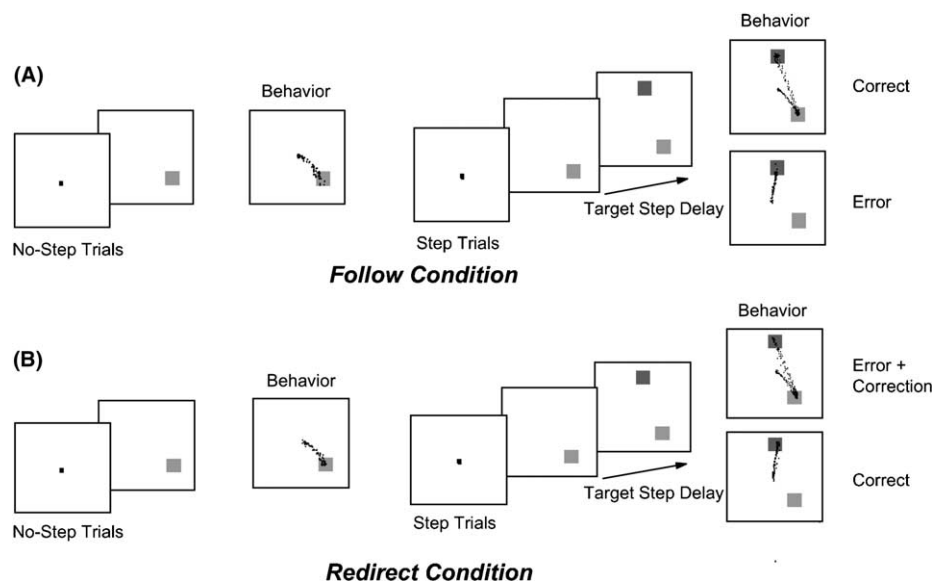 Behavior
(A)
Behavior
Correct
Target Step Delay
Error
No-Step Trials
Step Trials
Follow Condition
Behavior
(B)
Behavior
Error +
Correction
Target Step Delay
Correct
No-Step Trials
Step Trials
Redirect Condition